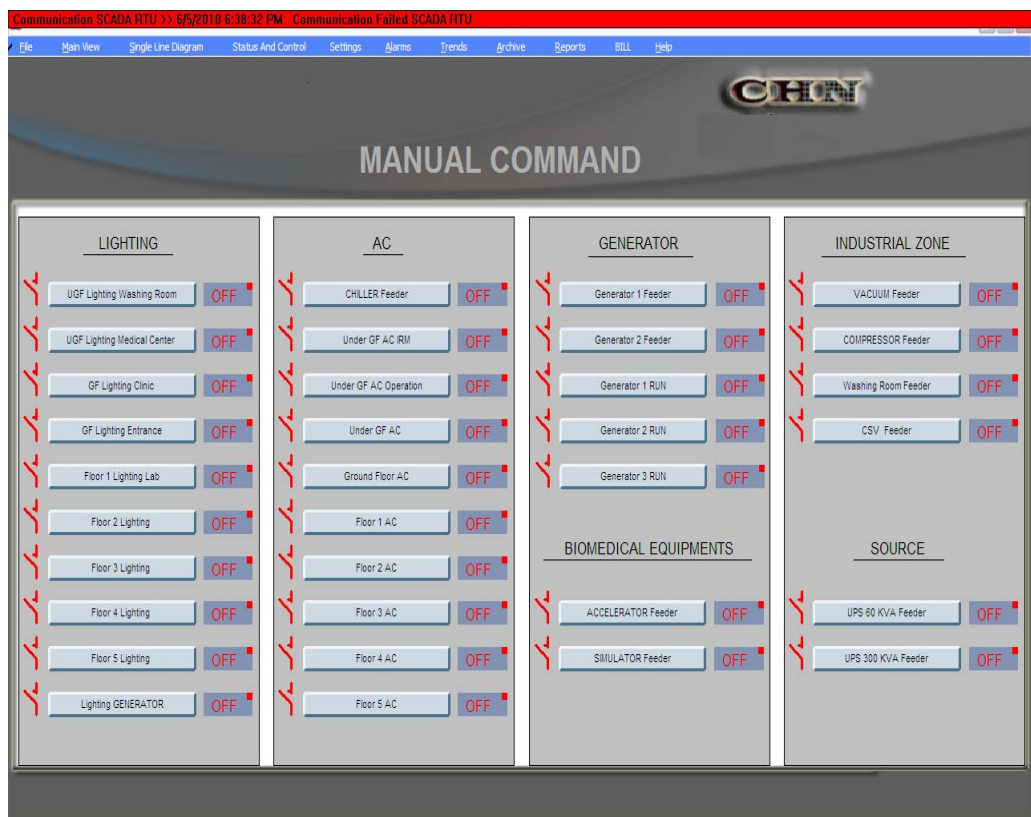 Communication SCADA RTU >> 6/5/2010 6:38:32 PM Communication Failed SCADA RTU
File Main View Single Line Diagram Status And Control Settings Alarms Trends Archive Reports BILL Help
CHN
MANUAL COMMAND
LIGHTING
UGF Lighting Washing Room OFF
UGF Lighting Medical Center OFF
GF Lighting Clinic OFF
GF Lighting Entrance OFF
Floor 1 Lighting Lab OFF
Floor 2 Lighting OFF
Floor 3 Lighting OFF
Floor 4 Lighting OFF
Floor 5 Lighting OFF
Lighting GENERATOR OFF
AC
CHILLER Feeder OFF
Under GF AC IRM OFF
Under GF AC Operation OFF
Under GF AC OFF
Ground Floor AC OFF
Floor 1 AC OFF
Floor 2 AC OFF
Floor 3 AC OFF
Floor 4 AC OFF
Floor 5 AC OFF
GENERATOR
Generator 1 Feeder OFF
Generator 2 Feeder OFF
Generator 1 RUN OFF
Generator 2 RUN OFF
Generator 3 RUN OFF
BIOMEDICAL EQUIPMENTS
ACCELERATOR Feeder OFF
SIMULATOR Feeder OFF
INDUSTRIAL ZONE
VACUUM Feeder OFF
COMPRESSOR Feeder OFF
Washing Room Feeder OFF
CSV Feeder OFF
SOURCE
UPS 60 KVA Feeder OFF
UPS 300 KVA Feeder OFF